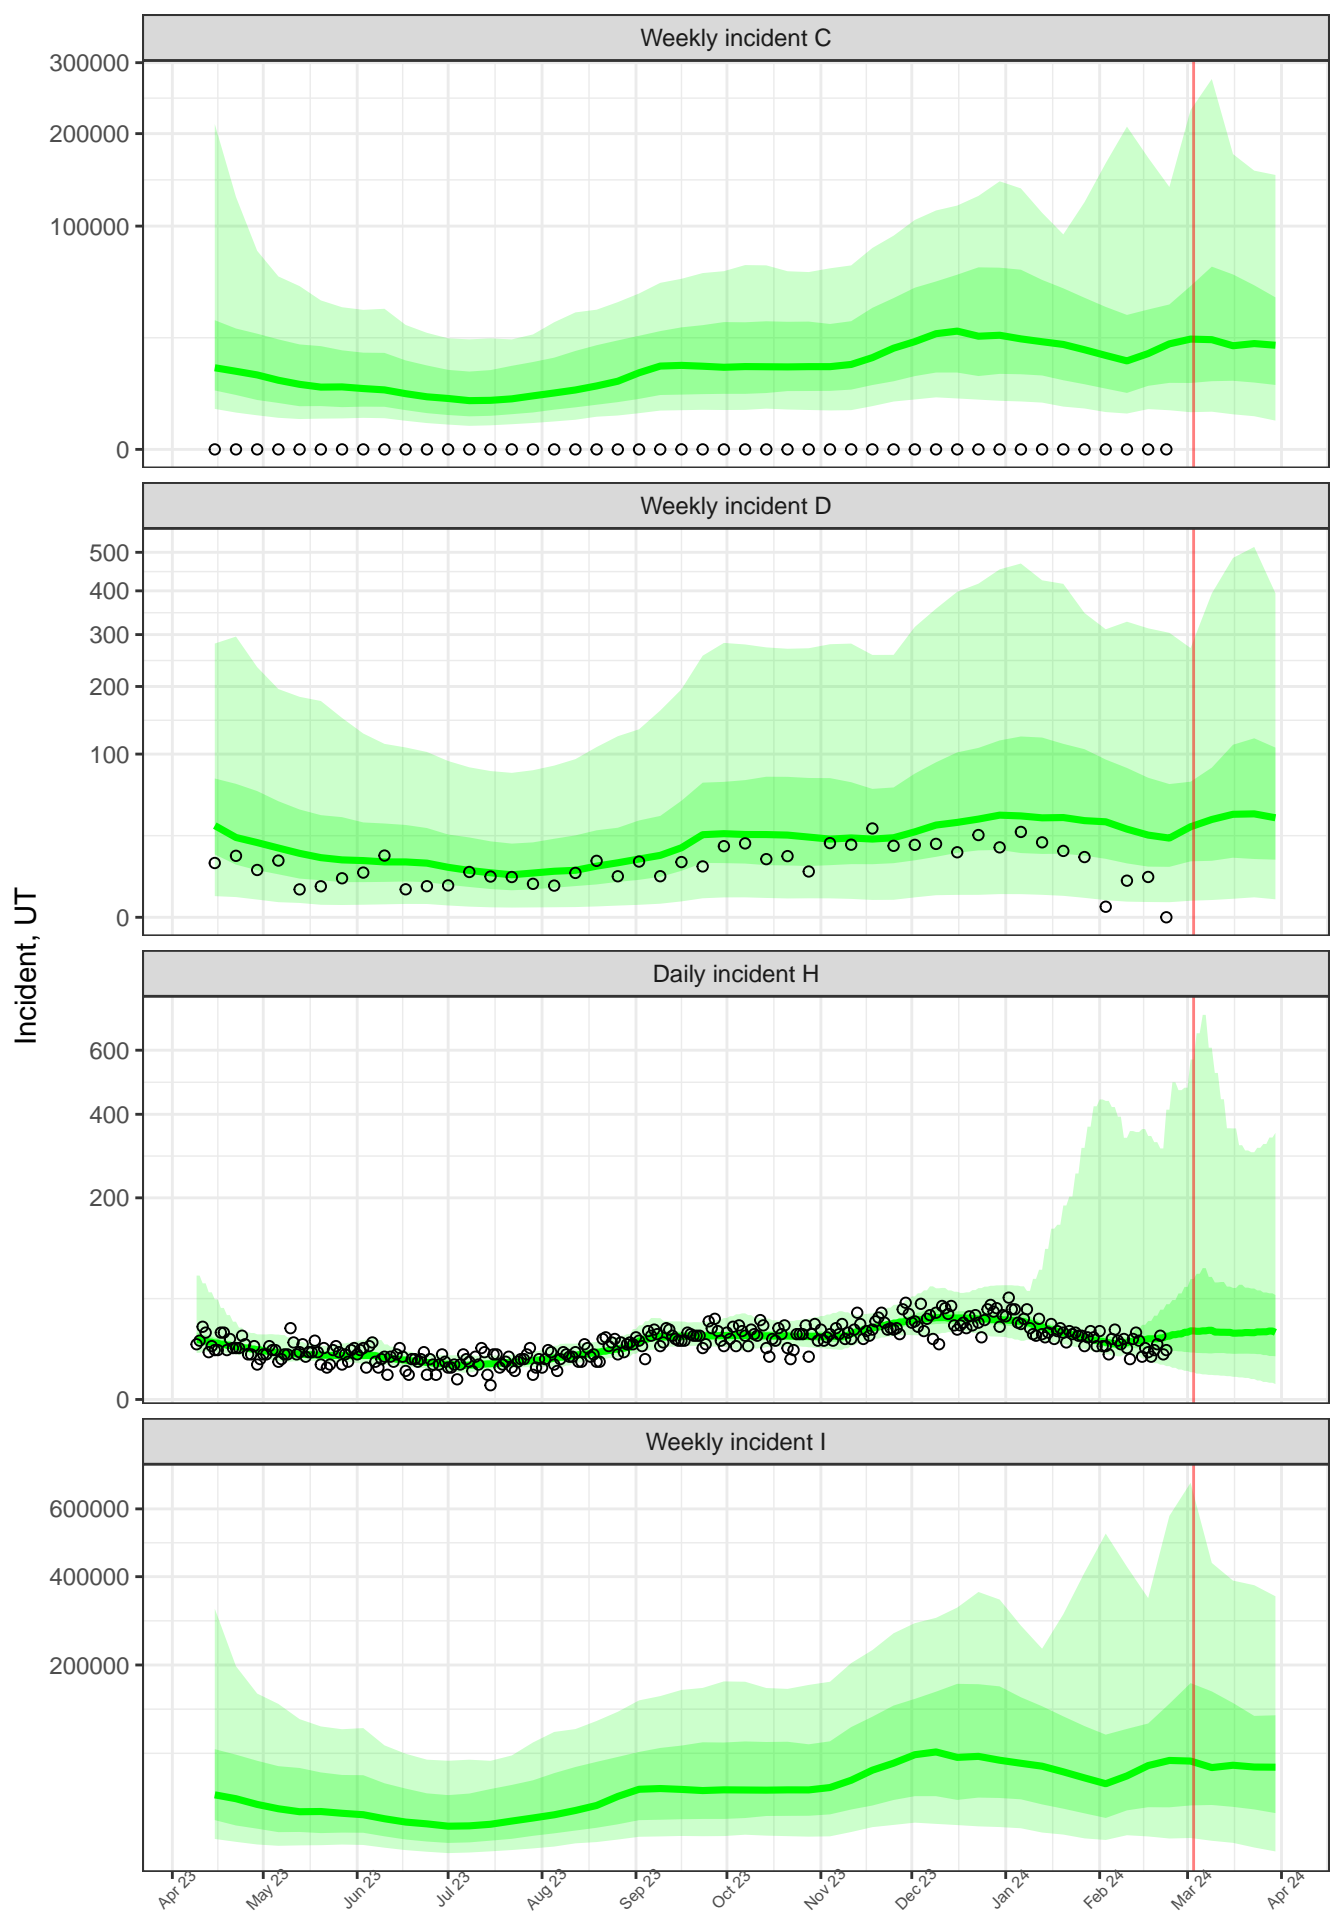 Weekly incident C
300000
200000
100000
0
Weekly incident D
500
400
300
200
100
0
Incident, UT
Daily incident H
600
400
200
0
Weekly incident I
600000
400000
200000
Apr 23 May 23 Jun 23 Jul 23 Aug 23 Sep 23 Oct 23 Nov 23 Dec 23 Jan 24 Feb 24 Mar 24 Apr 24